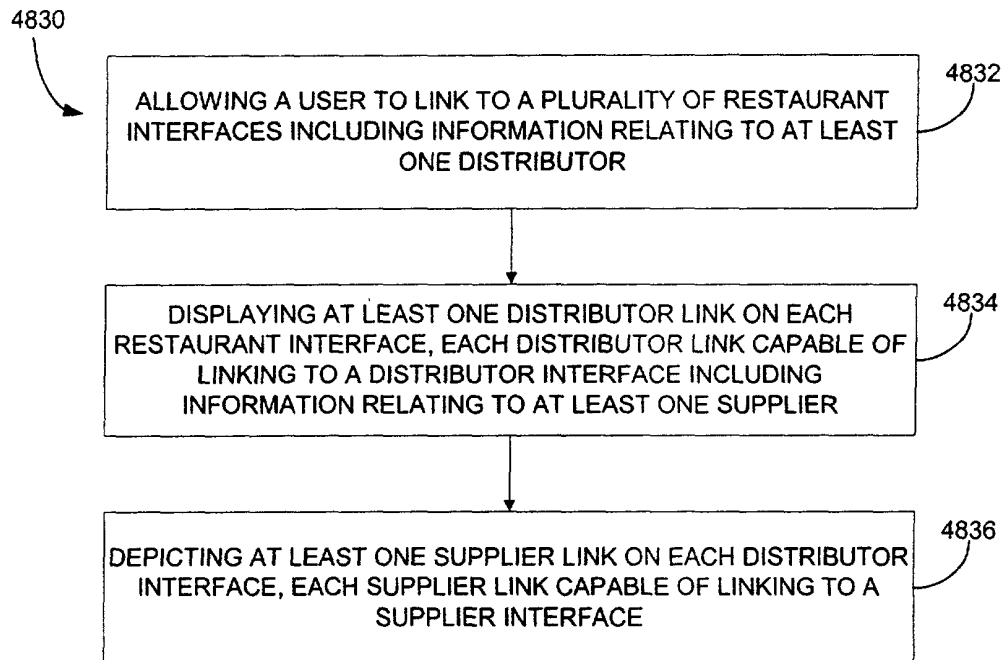 4830
4832
ALLOWING A USER TO LINK TO A PLURALITY OF RESTAURANT
INTERFACES INCLUDING INFORMATION RELATING TO AT LEAST
ONE DISTRIBUTOR
4834
DISPLAYING AT LEAST ONE DISTRIBUTOR LINK ON EACH
RESTAURANT INTERFACE, EACH DISTRIBUTOR LINK CAPABLE OF
LINKING TO A DISTRIBUTOR INTERFACE INCLUDING
INFORMATION RELATING TO AT LEAST ONE SUPPLIER
4836
DEPICTING AT LEAST ONE SUPPLIER LINK ON EACH DISTRIBUTOR
INTERFACE, EACH SUPPLIER LINK CAPABLE OF LINKING TO A
SUPPLIER INTERFACE